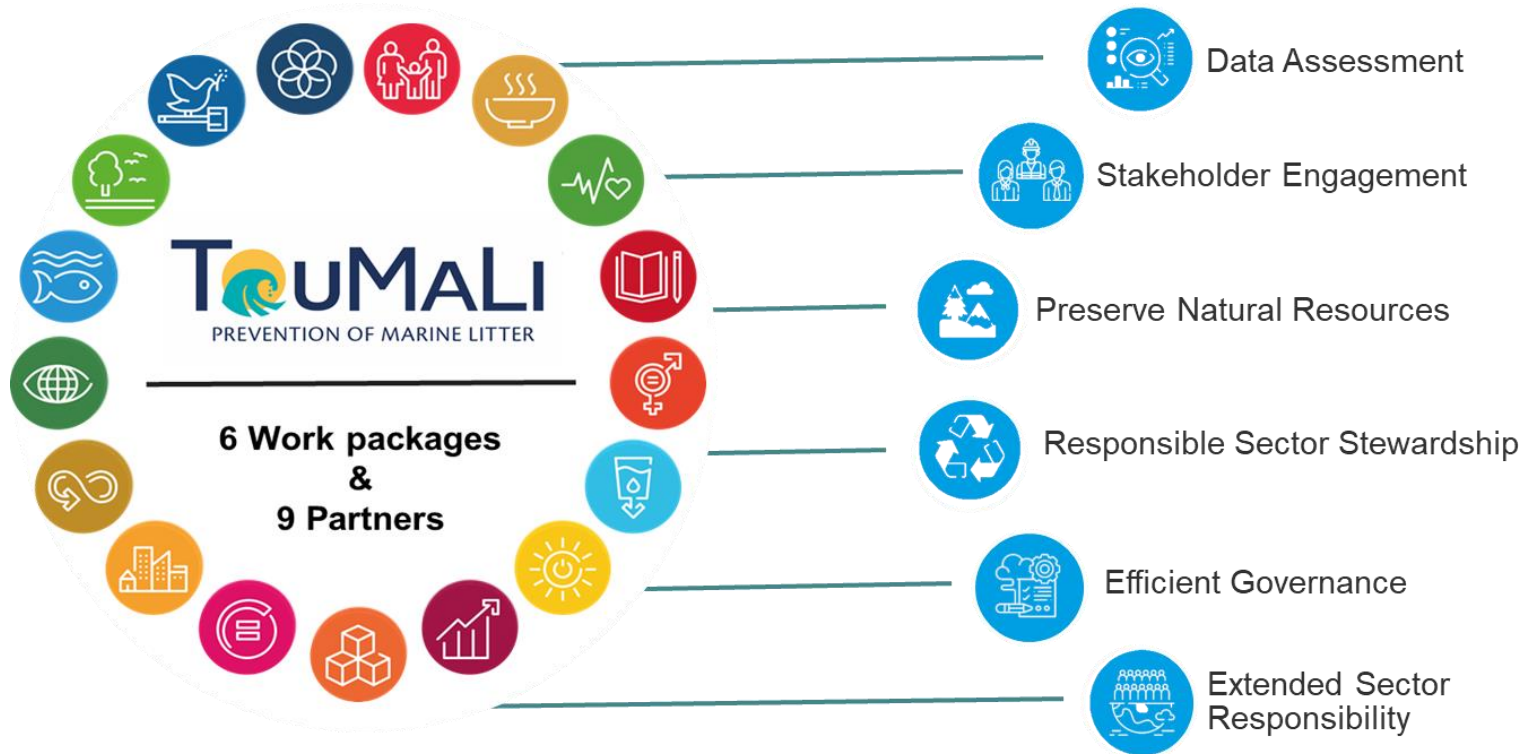 TouMaLi
PREVENTION OF MARINE LITTER
6 Work packages
&
9 Partners
Data Assessment
Stakeholder Engagement
Preserve Natural Resources
Responsible Sector Stewardship
Efficient Governance
Extended Sector
Responsibility